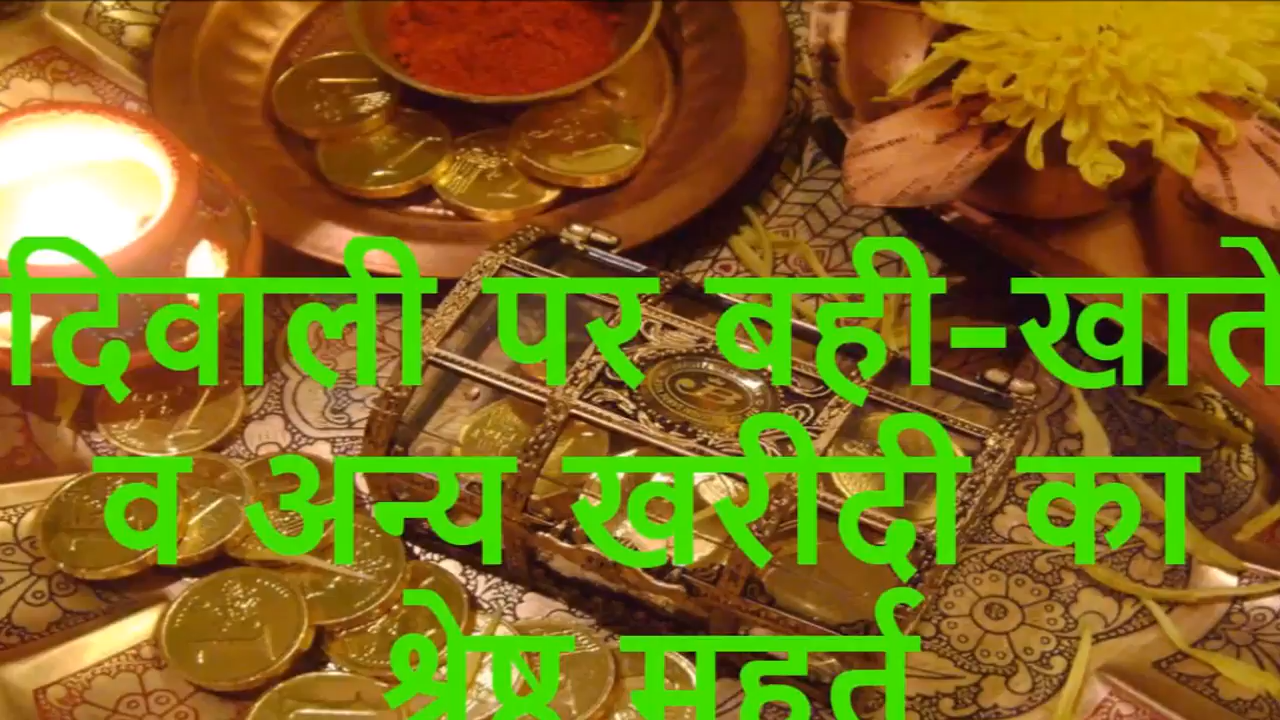 दिवाली पर बही-खाते
व अन्य खरीदी का
श्रेष्ठ मुहूर्त